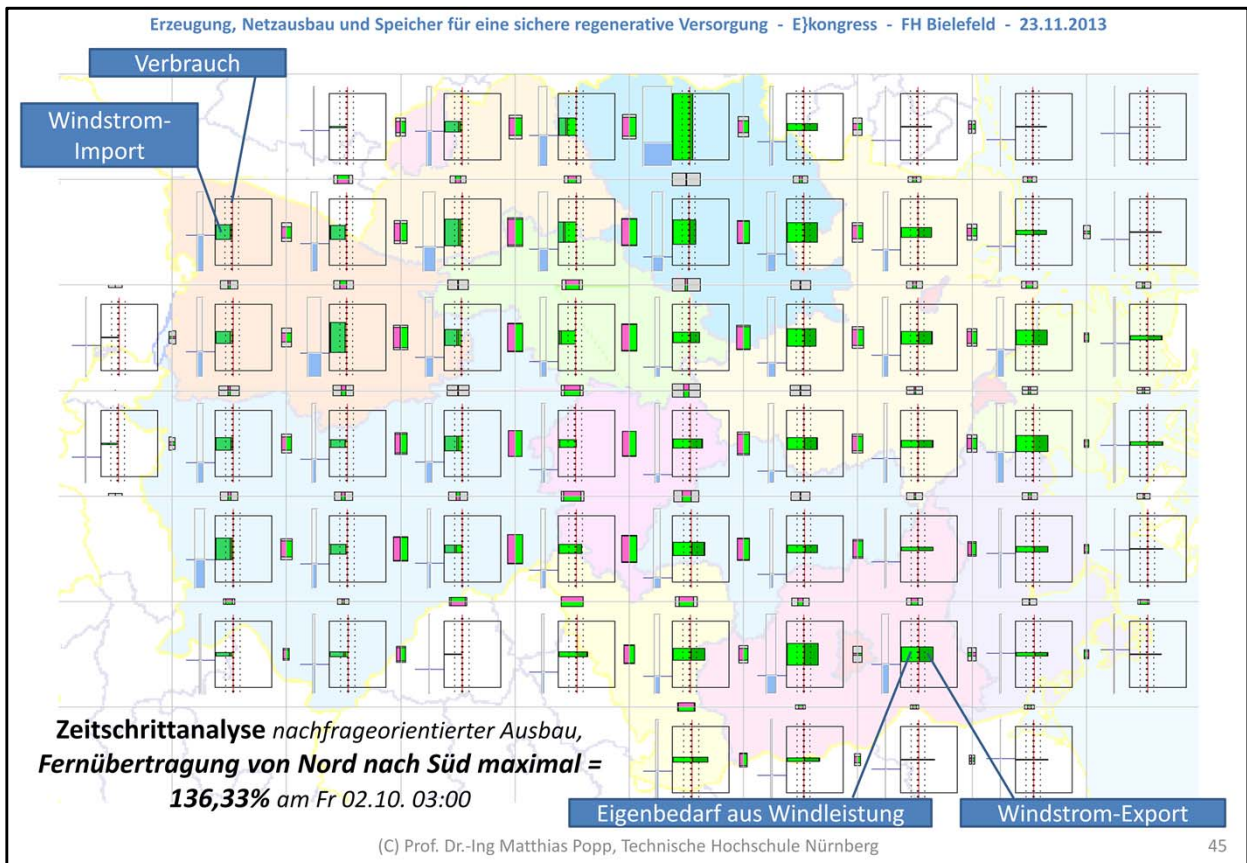 Erzeugung, Netzausbau und Speicher für eine sichere regenerative Versorgung - E}kongress - FH Bielefeld - 23.11.2013
Verbrauch
Windstrom-
Import
Zeitschrittanalyse nachfrageorientierter Ausbau,
Fernübertragung von Nord nach Süd maximal =
136,33% am Fr 02.10. 03:00
Eigenbedarf aus Windleistung
Windstrom-Export
(C) Prof. Dr.-Ing Matthias Popp, Technische Hochschule Nürnberg
45